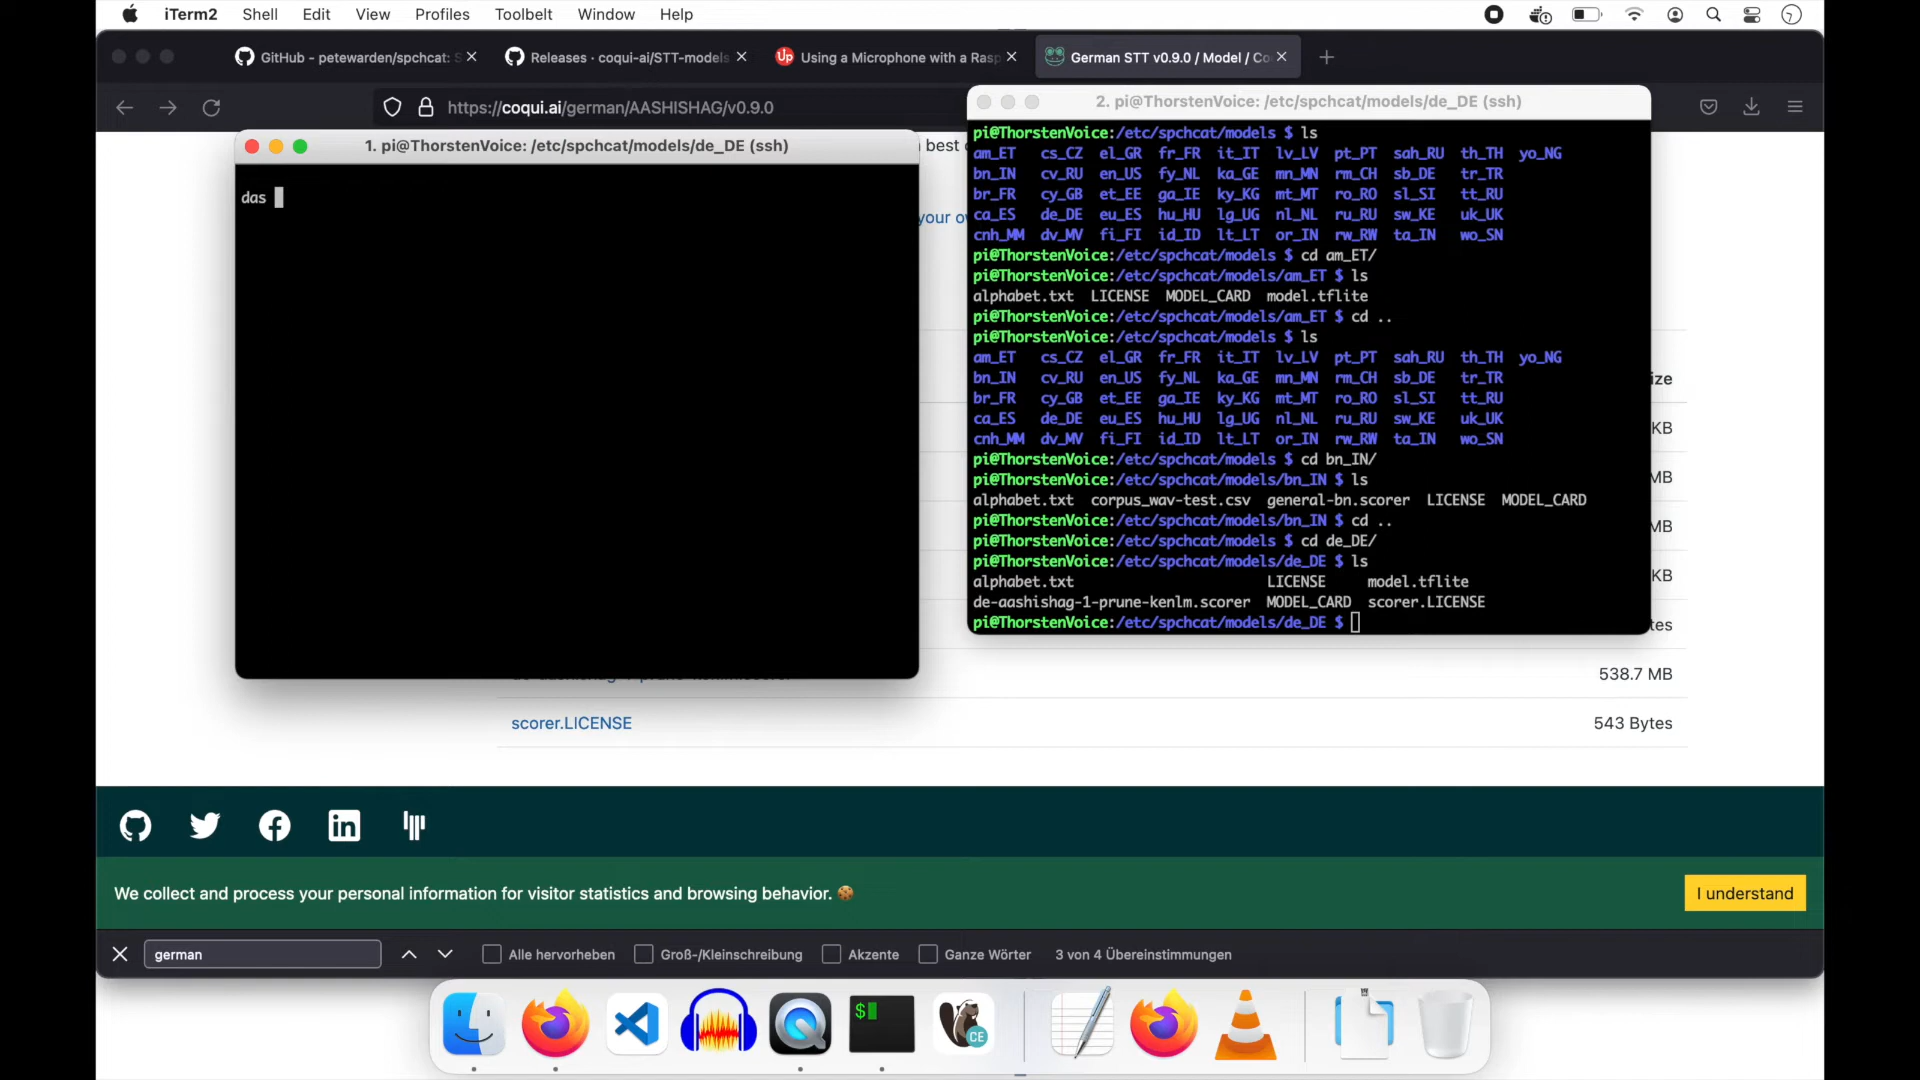 iTerm2 Shell Edit View Profiles Toolbelt Window Help
GitHub - petewarden/spchcat: S
Releases · coqui-ai/STT-models
Up Using a Microphone with a Rasp
German STT v0.9.0 / Model / Co
https://coqui.ai/german/AASHISHAG/v0.9.0
1. pi@ThorstenVoice: /etc/spchcat/models/de_DE (ssh)
das
2. pi@ThorstenVoice: /etc/spchcat/models/de_DE (ssh)
pi@ThorstenVoice:/etc/spchcat/models $ ls
am_ET cs_CZ el_GR fr_FR it_IT lv_LV pt_PT sah_RU th_TH yo_NG
bn_IN cv_RU en_US fy_NL ka_GE mn_MN rm_CH sb_DE tr_TR
br_FR cy_GB et_EE ga_IE ky_KG mt_MT ro_RO sl_SI tt_RU
ca_ES de_DE eu_ES hu_HU lg_UG nl_NL ru_RU sw_KE uk_UK
cnh_MM dv_MV fi_FI id_ID lt_LT or_IN rw_RW ta_IN wo_SN
pi@ThorstenVoice:/etc/spchcat/models $ cd am_ET/
pi@ThorstenVoice:/etc/spchcat/models/am_ET $ ls
alphabet.txt LICENSE MODEL_CARD model.tflite
pi@ThorstenVoice:/etc/spchcat/models/am_ET $ cd ..
pi@ThorstenVoice:/etc/spchcat/models $ ls
am_ET cs_CZ el_GR fr_FR it_IT lv_LV pt_PT sah_RU th_TH yo_NG
bn_IN cv_RU en_US fy_NL ka_GE mn_MN rm_CH sb_DE tr_TR
br_FR cy_GB et_EE ga_IE ky_KG mt_MT ro_RO sl_SI tt_RU
ca_ES de_DE eu_ES hu_HU lg_UG nl_NL ru_RU sw_KE uk_UK
cnh_MM dv_MV fi_FI id_ID lt_LT or_IN rw_RW ta_IN wo_SN
pi@ThorstenVoice:/etc/spchcat/models $ cd bn_IN/
pi@ThorstenVoice:/etc/spchcat/models/bn_IN $ ls
alphabet.txt corpus_wav-test.csv general-bn.scorer LICENSE MODEL_CARD
pi@ThorstenVoice:/etc/spchcat/models/bn_IN $ cd ..
pi@ThorstenVoice:/etc/spchcat/models $ cd de_DE/
pi@ThorstenVoice:/etc/spchcat/models/de_DE $ ls
alphabet.txt LICENSE model.tflite
de-aashishag-1-prune-kenlm.scorer MODEL_CARD scorer.LICENSE
pi@ThorstenVoice:/etc/spchcat/models/de_DE $
best
your ow
ize
KB
MB
MB
KB
tes
538.7 MB
scorer.LICENSE 543 Bytes
in
We collect and process your personal information for visitor statistics and browsing behavior.
I understand
german Alle hervorheben Groß-/Kleinschreibung Akzente Ganze Wörter 3 von 4 Übereinstimmungen
$
CE